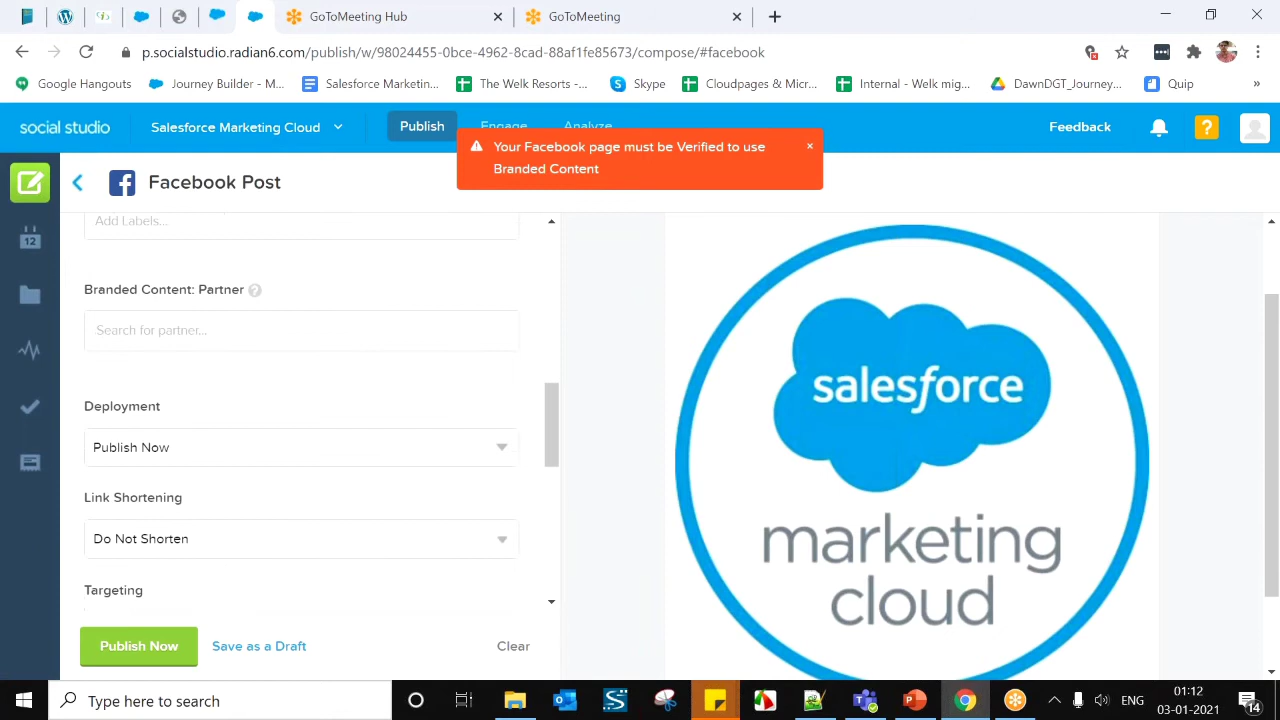 GoToMeeting Hub
GoToMeeting
p.socialstudio.radian6.com/publish/w/98024455-0bce-4962-8cad-88af1fe85673/compose/#facebook
Google Hangouts
Journey Builder - M...
Salesforce Marketin...
The Welk Resorts -...
Skype
Cloudpages & Micr...
Internal - Welk mig...
DawnDGT_Journey...
Quip
»
social studio
Salesforce Marketing Cloud
Publish
Engage
Analyze
Feedback
?
Your Facebook page must be Verified to use
Branded Content
Facebook Post
12
Add Labels...
Branded Content: Partner ?
Search for partner...
Deployment
Publish Now
Link Shortening
Do Not Shorten
Targeting
Publish Now
Save as a Draft
Clear
salesforce
marketing
cloud
Type here to search
ENG
01:12
03-01-2021
14